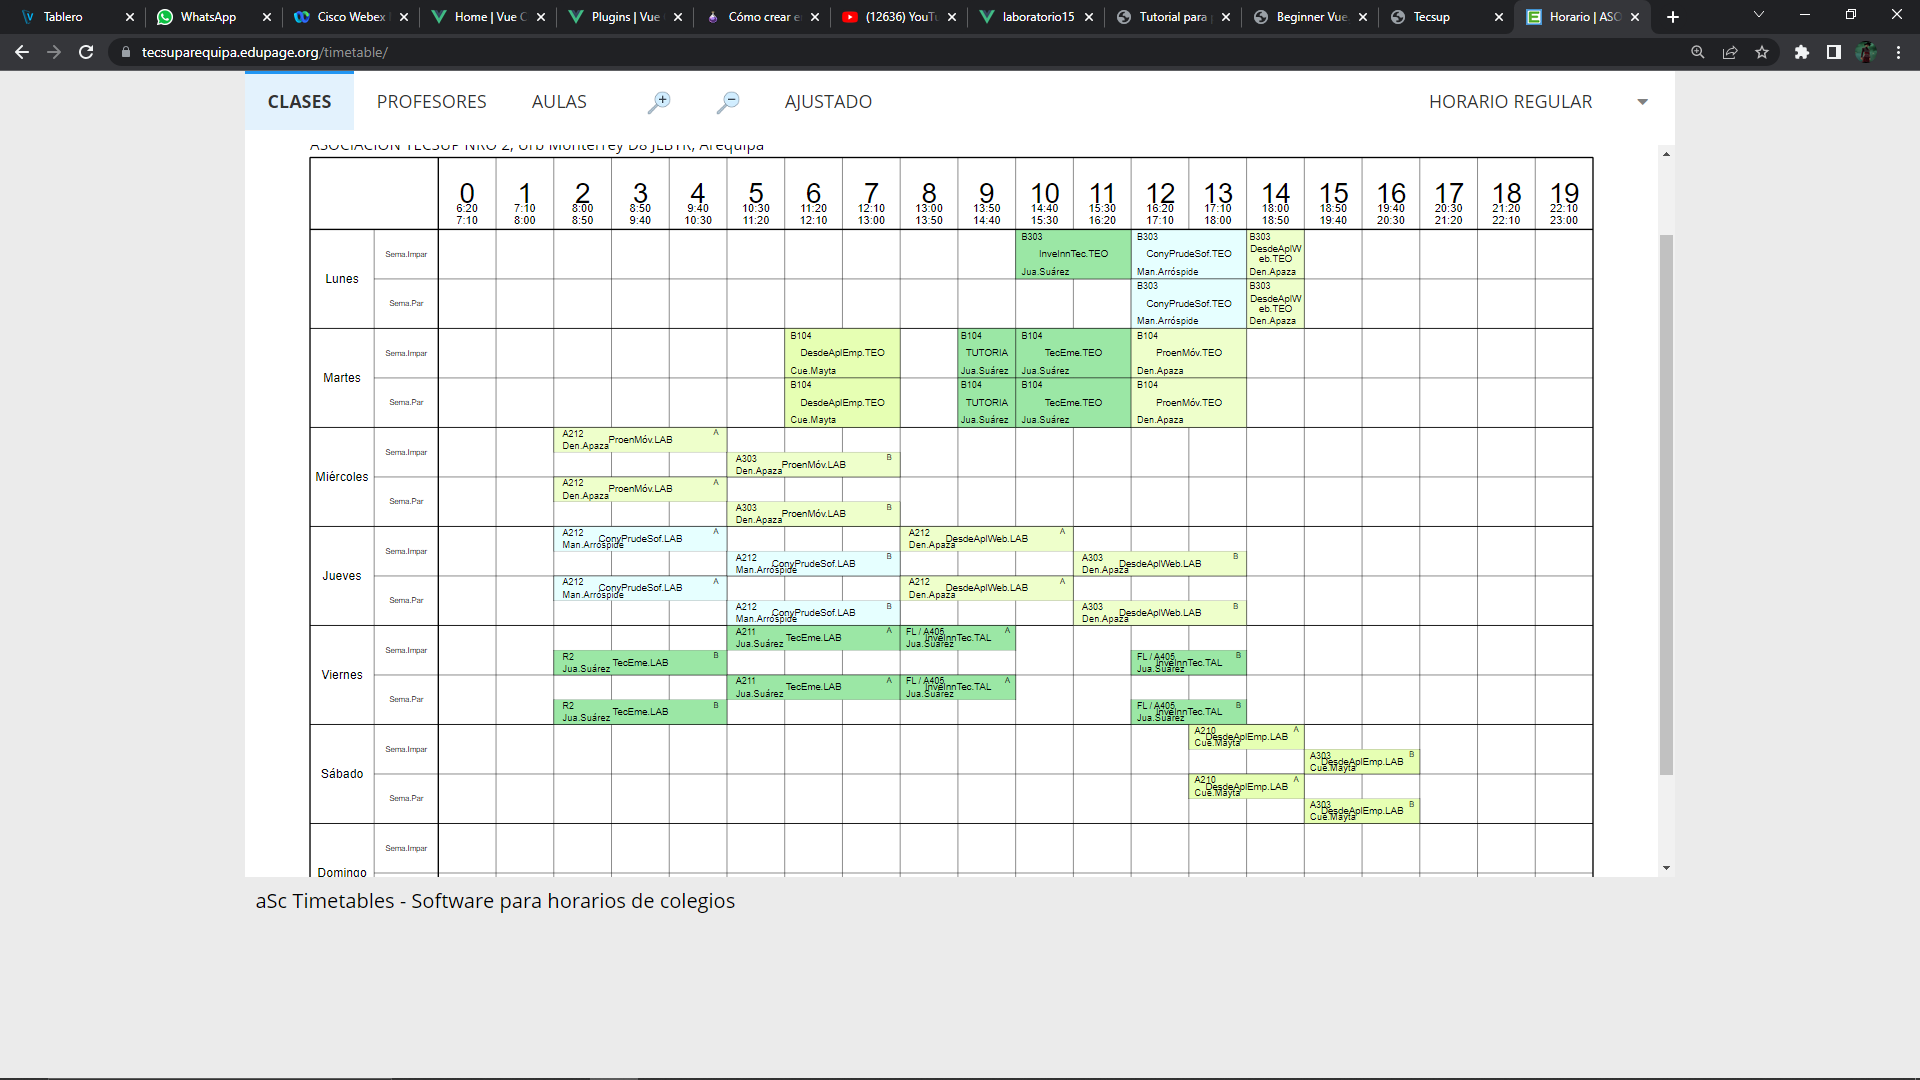 Tablero
WhatsApp
Cisco Webex
Home | Vue C
Plugins | Vue
Cómo crear e
(12636) YouTu
laboratorio15
Tutorial para
Beginner Vue.
Tecsup
Horario | ASO
tecsuparequipa.edupage.org/timetable/
CLASES PROFESORES AULAS AJUSTADO HORARIO REGULAR
ASOCIACION TECSUP NRO 2, Urb Monterrey D8 JLBYR, Arequipa
0 1 2 3 4 5 6 7 8 9 10 11 12 13 14 15 16 17 18 19
6:20 7:10 8:00 8:50 9:40 10:30 11:20 12:10 13:00 13:50 14:40 15:30 16:20 17:10 18:00 18:50 19:40 20:30 21:20 22:10
7:10 8:00 8:50 9:40 10:30 11:20 12:10 13:00 13:50 14:40 15:30 16:20 17:10 18:00 18:50 19:40 20:30 21:20 22:10 23:00
Lunes
Sema.Impar
B303 InveInnTec.TEO Jua.Suárez
B303 ConyPrudeSof.TEO Man.Arróspide
B303 DesdeAplW eb.TEO Den.Apaza
Sema.Par
B303 ConyPrudeSof.TEO Man.Arróspide
B303 DesdeAplW eb.TEO Den.Apaza
Martes
Sema.Impar
B104 DesdeAplEmp.TEO Cue.Mayta
B104 TUTORIA Jua.Suárez
B104 TecEme.TEO Jua.Suárez
B104 ProenMóv.TEO Den.Apaza
Sema.Par
B104 DesdeAplEmp.TEO Cue.Mayta
B104 TUTORIA Jua.Suárez
B104 TecEme.TEO Jua.Suárez
B104 ProenMóv.TEO Den.Apaza
Miércoles
Sema.Impar
A212 ProenMóv.LAB A Den.Apaza
A303 ProenMóv.LAB B Den.Apaza
Sema.Par
A212 ProenMóv.LAB A Den.Apaza
A303 ProenMóv.LAB B Den.Apaza
Jueves
Sema.Impar
A212 ConyPrudeSof.LAB A Man.Arróspide
A212 DesdeAplWeb.LAB A Den.Apaza
A212 ConyPrudeSof.LAB B Man.Arróspide
A303 DesdeAplWeb.LAB B Den.Apaza
Sema.Par
A212 ConyPrudeSof.LAB A Man.Arróspide
A212 DesdeAplWeb.LAB A Den.Apaza
A212 ConyPrudeSof.LAB B Man.Arróspide
A303 DesdeAplWeb.LAB B Den.Apaza
Viernes
Sema.Impar
A211 TecEme.LAB A Jua.Suárez
FL / A405 InveInnTec.TAL A Jua.Suárez
R2 TecEme.LAB B Jua.Suárez
FL / A405 InveInnTec.TAL B Jua.Suárez
Sema.Par
A211 TecEme.LAB A Jua.Suárez
FL / A405 InveInnTec.TAL A Jua.Suárez
R2 TecEme.LAB B Jua.Suárez
FL / A405 InveInnTec.TAL B Jua.Suárez
Sábado
Sema.Impar
A210 DesdeAplEmp.LAB A Cue.Mayta
A303 DesdeAplEmp.LAB B Cue.Mayta
Sema.Par
A210 DesdeAplEmp.LAB A Cue.Mayta
A303 DesdeAplEmp.LAB B Cue.Mayta
Domingo
Sema.Impar
aSc Timetables - Software para horarios de colegios